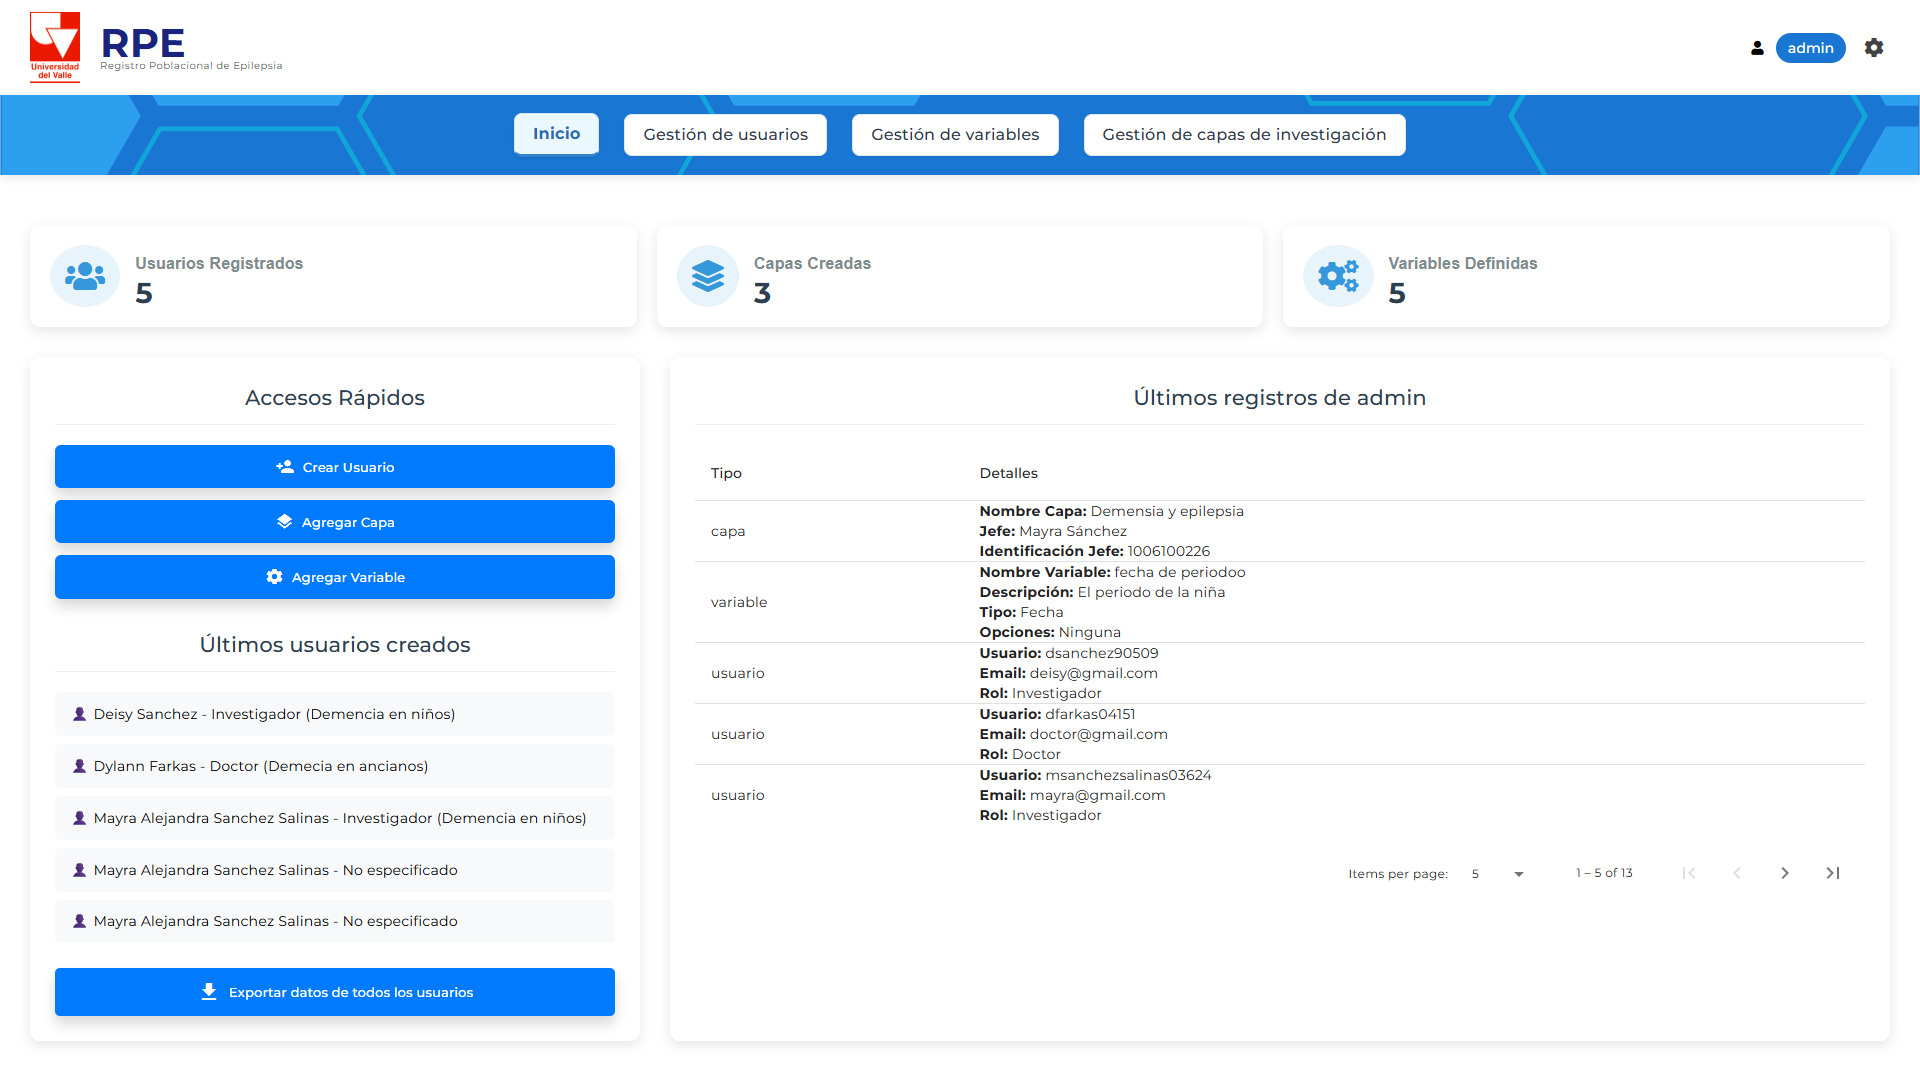 Universidad
del Valle
RPE
Registro Poblacional de Epilepsia
admin
Inicio
Gestión de usuarios
Gestión de variables
Gestión de capas de investigación
Usuarios Registrados
5
Capas Creadas
3
Variables Definidas
5
Accesos Rápidos
Crear Usuario
Agregar Capa
Agregar Variable
Últimos usuarios creados
Deisy Sanchez - Investigador (Demencia en niños)
Dylann Farkas - Doctor (Demecia en ancianos)
Mayra Alejandra Sanchez Salinas - Investigador (Demencia en niños)
Mayra Alejandra Sanchez Salinas - No especificado
Mayra Alejandra Sanchez Salinas - No especificado
Exportar datos de todos los usuarios
Últimos registros de admin
Tipo Detalles
capa
Nombre Capa: Demensia y epilepsia
Jefe: Mayra Sánchez
Identificación Jefe: 1006100226
variable
Nombre Variable: fecha de periodoo
Descripción: El periodo de la niña
Tipo: Fecha
Opciones: Ninguna
usuario
Usuario: dsanchez90509
Email: deisy@gmail.com
Rol: Investigador
usuario
Usuario: dfarkas04151
Email: doctor@gmail.com
Rol: Doctor
usuario
Usuario: msanchezsalinas03624
Email: mayra@gmail.com
Rol: Investigador
Items per page: 5 1 – 5 of 13